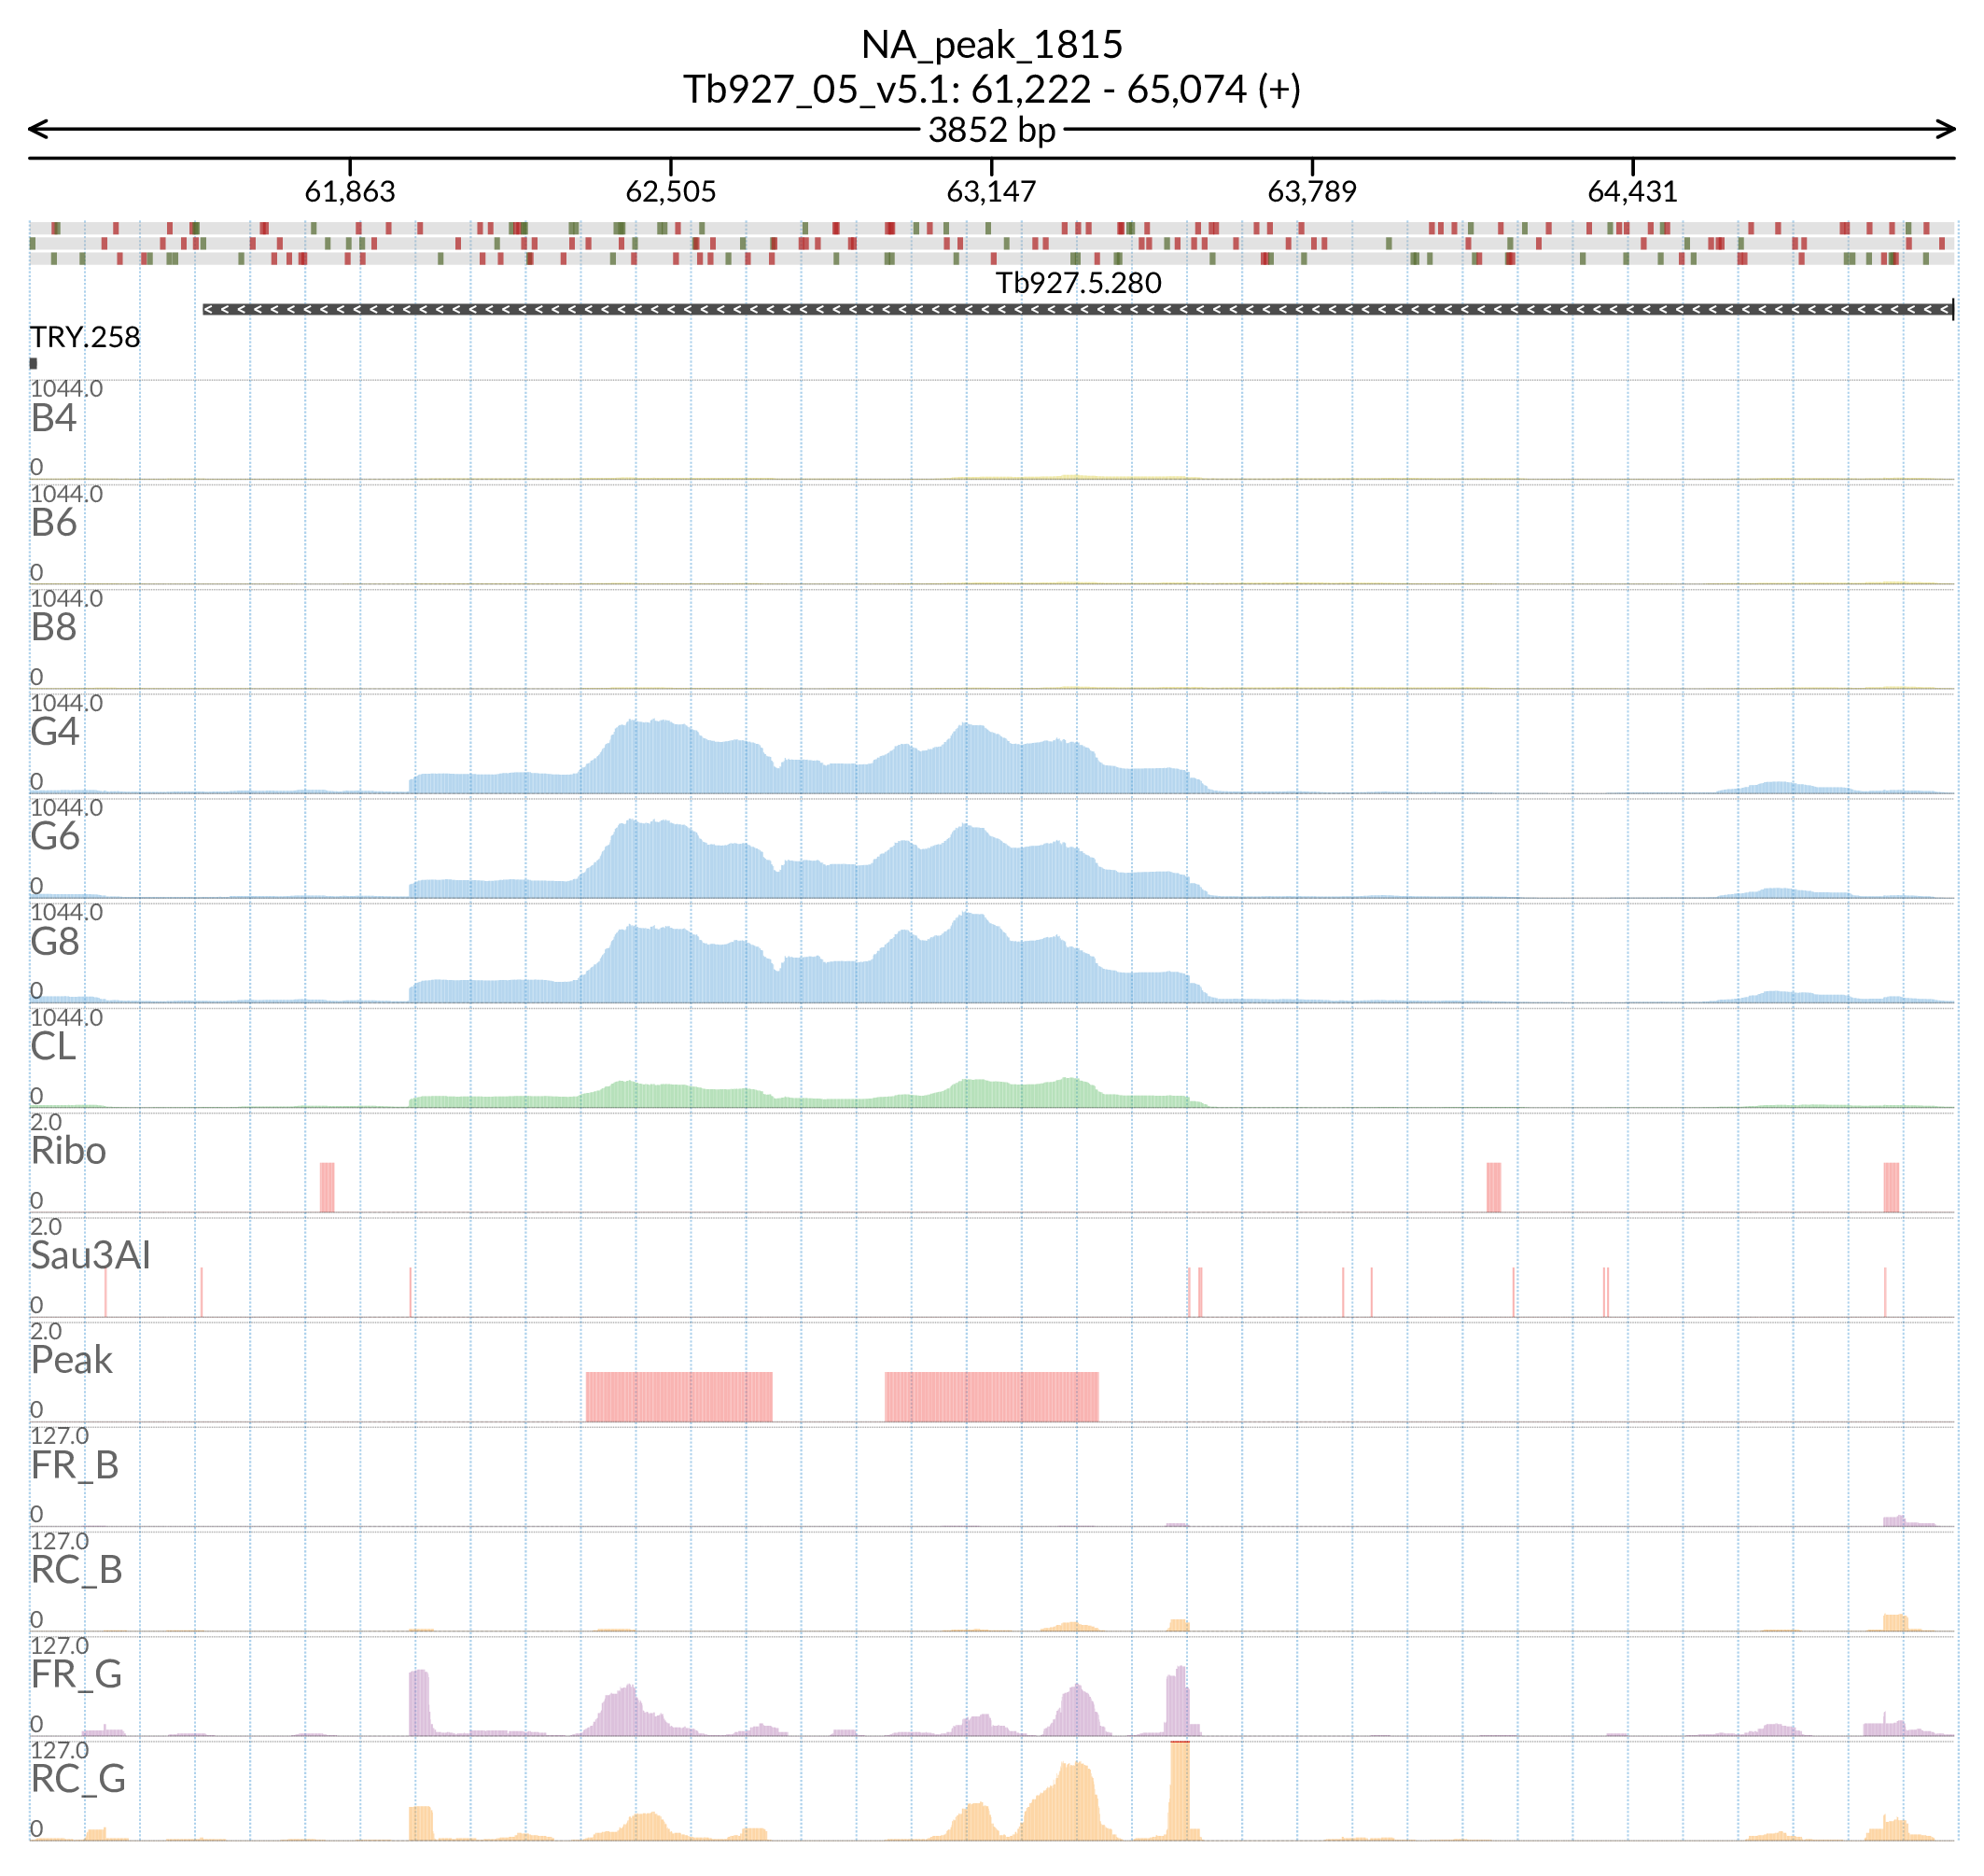 NA_peak_1815
Tb927_05_v5.1: 61,222 - 65,074 (+)
3852 bp
61,863 62,505 63,147 63,789 64,431
Tb927.5.280
TRY.258
1044.0
B4
0
1044.0
B6
0
1044.0
B8
0
1044.0
G4
0
1044.0
G6
0
1044.0
G8
0
1044.0
CL
0
2.0
Ribo
0
2.0
Sau3AI
0
2.0
Peak
0
127.0
FR_B
0
127.0
RC_B
0
127.0
FR_G
0
127.0
RC_G
0